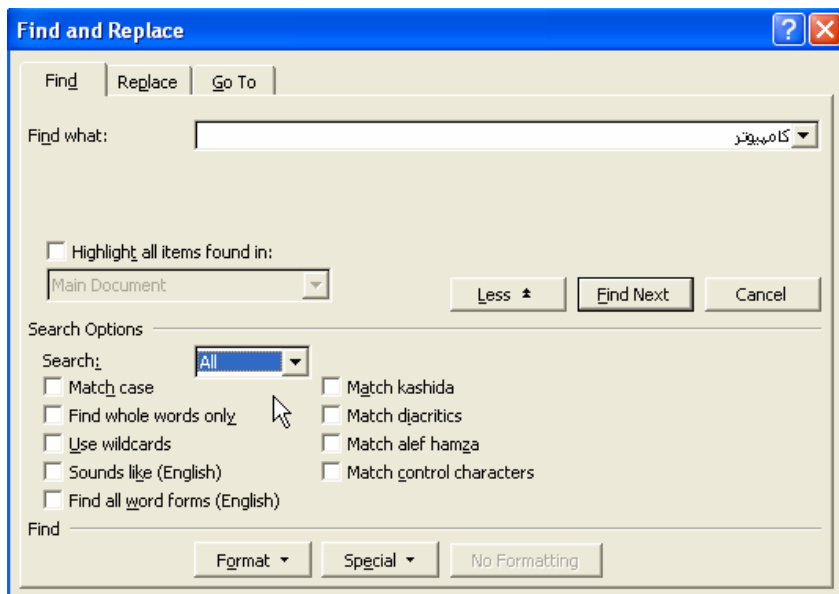 Find and Replace
Find Replace Go To
Find what: کامپیوتر
Highlight all items found in:
Main Document
Less Find Next Cancel
Search Options
Search: All
Match case Match kashida
Find whole words only Match diacritics
Use wildcards Match alef hamza
Sounds like (English) Match control characters
Find all word forms (English)
Find
Format Special No Formatting